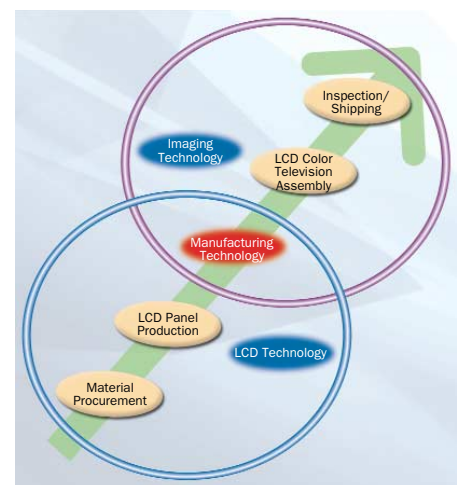 Inspection/
Shipping
Imaging
Technology
LCD Color
Television
Assembly
Manufacturing
Technology
LCD Panel
Production
LCD Technology
Material
Procurement